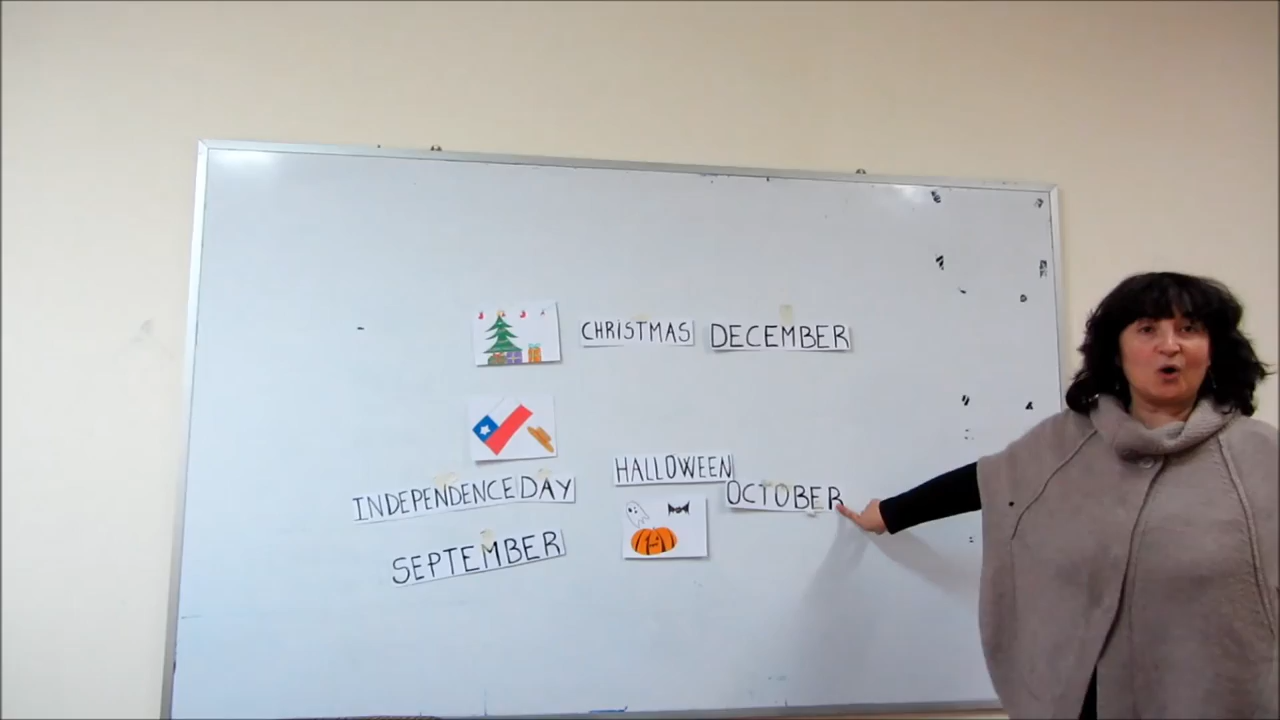 CHRISTMAS DECEMBER
INDEPENDENCE DAY
SEPTEMBER
HALLOWEEN
OCTOBER